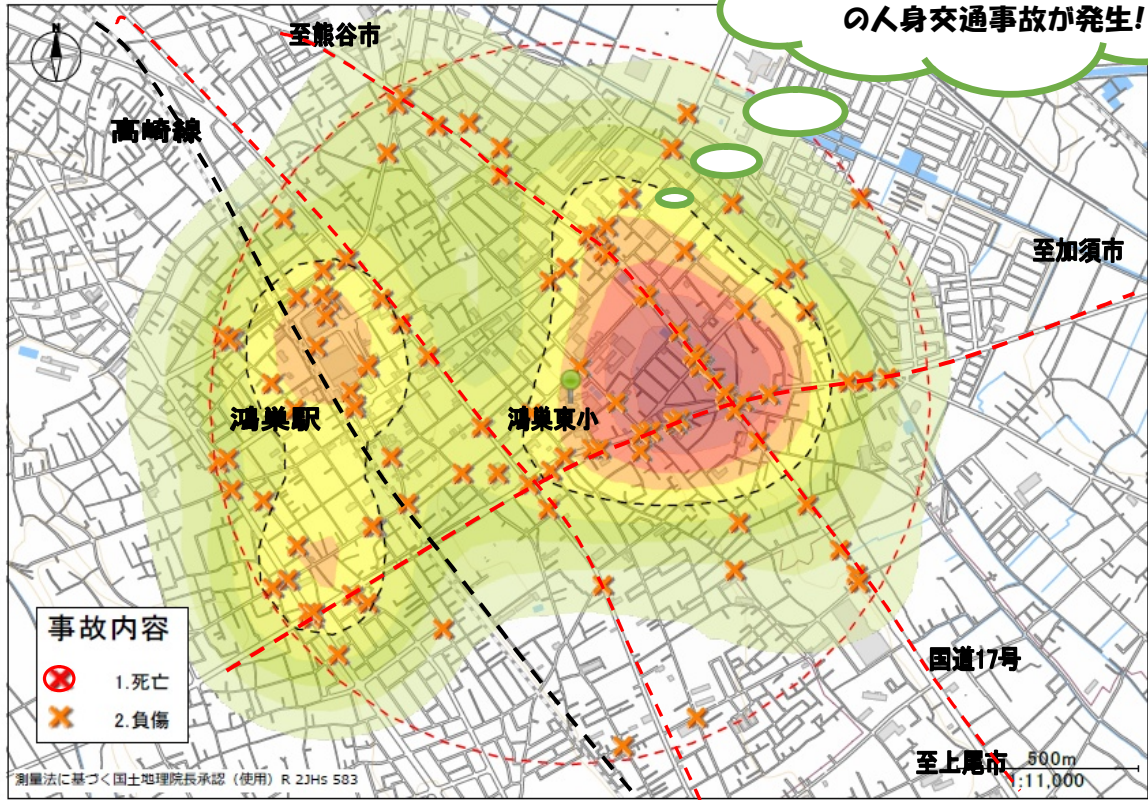 の人身交通事故が発生!
N
至熊谷市
高崎線
至加須市
鴻巣駅
鴻巣東小
事故内容
1.死亡
2.負傷
国道17号
至上尾市
500m
1:11,000
測量法に基づく国土地理院長承認（使用）R 2JHs 583